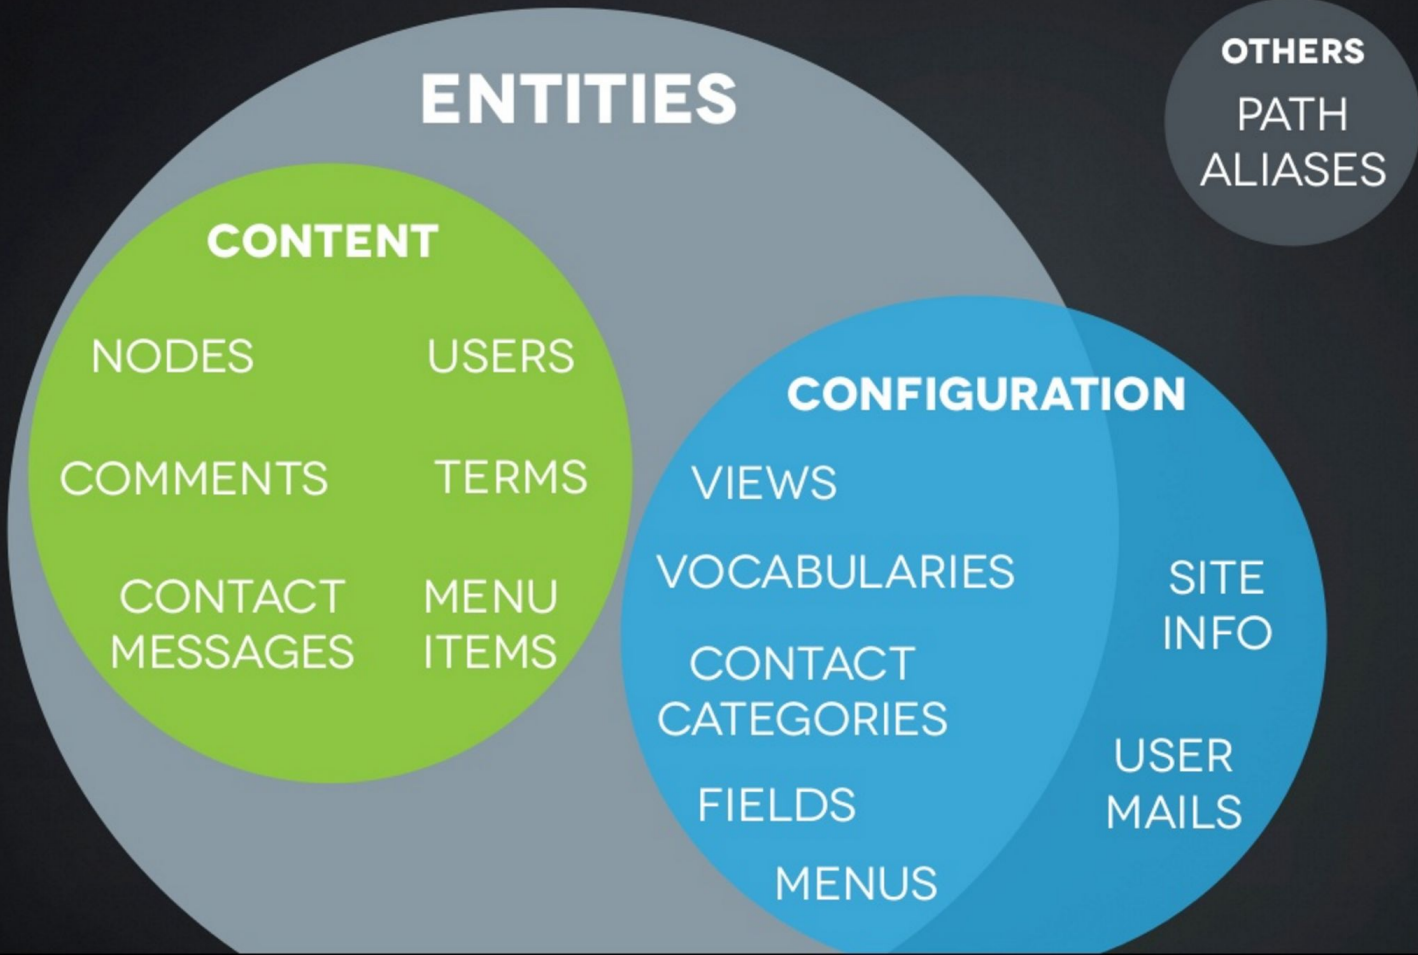 ENTITIES
OTHERS
PATH
ALIASES
CONTENT
NODES
USERS
COMMENTS
TERMS
CONTACT
MESSAGES
MENU
ITEMS
CONFIGURATION
VIEWS
VOCABULARIES
CONTACT
CATEGORIES
FIELDS
MENUS
SITE
INFO
USER
MAILS